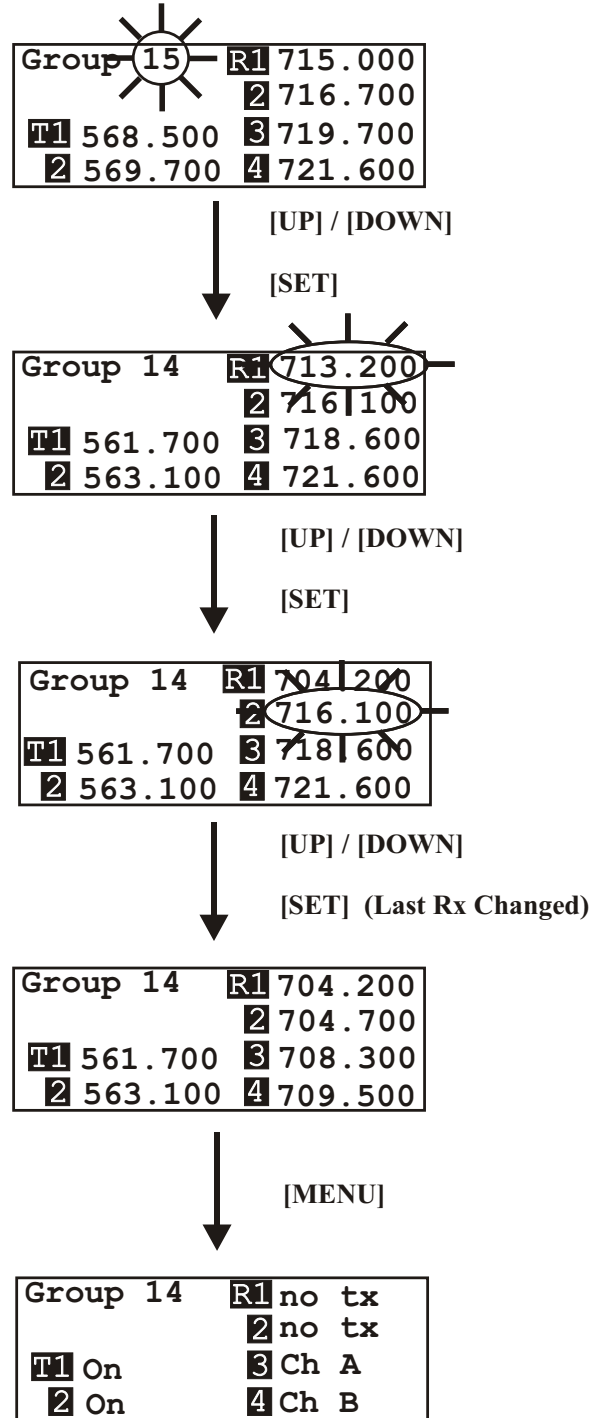 Group 15 R1 715.000
2 716.700
T1 568.500 3 719.700
2 569.700 4 721.600
[UP] / [DOWN]
[SET]
Group 14 R1 713.200
2 716.100
T1 561.700 3 718.600
2 563.100 4 721.600
[UP] / [DOWN]
[SET]
Group 14 R1 704.200
2 716.100
T1 561.700 3 718.600
2 563.100 4 721.600
[UP] / [DOWN]
[SET] (Last Rx Changed)
Group 14 R1 704.200
2 704.700
T1 561.700 3 708.300
2 563.100 4 709.500
[MENU]
Group 14 R1 no tx
2 no tx
T1 On 3 Ch A
2 On 4 Ch B